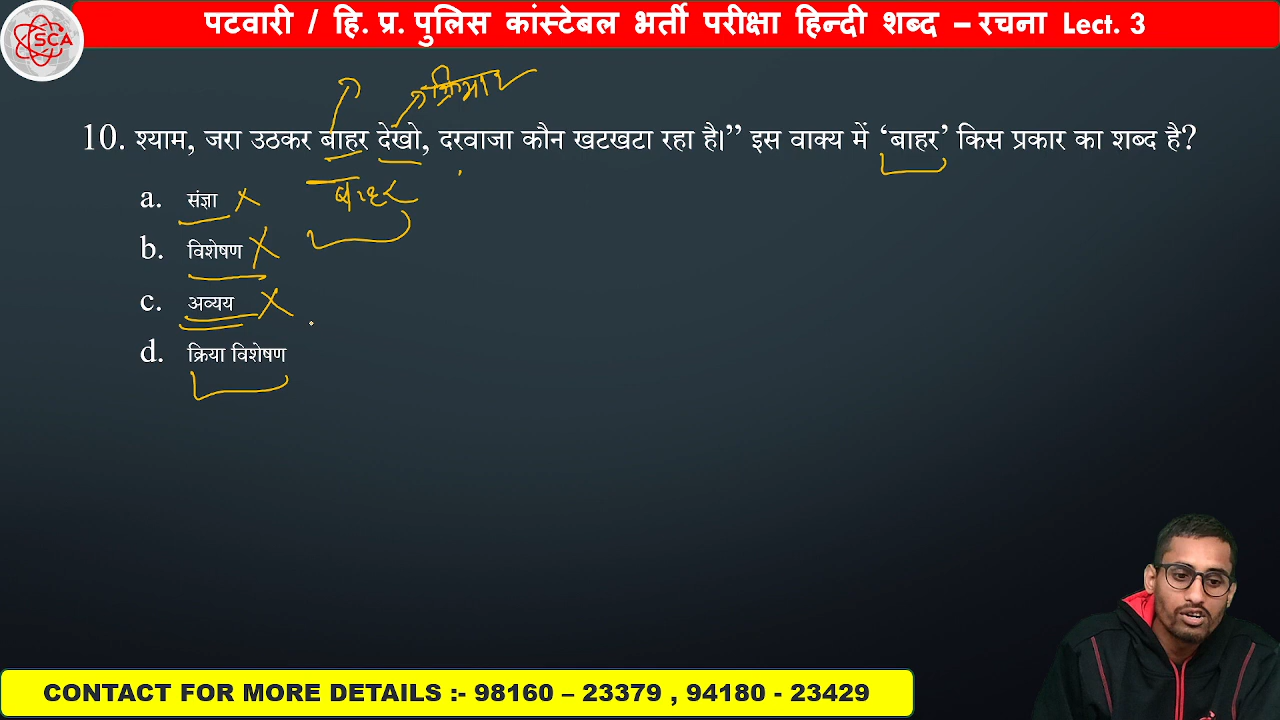 SCA
पटवारी / हि. प्र. पुलिस कांस्टेबल भर्ती परीक्षा हिन्दी शब्द – रचना Lect. 3
क्रिया
10. श्याम, जरा उठकर बाहर देखो, दरवाजा कौन खटखटा रहा है।” इस वाक्य में ‘बाहर’ किस प्रकार का शब्द है?
बाहर
a. संज्ञा
b. विशेषण
c. अव्यय
d. क्रिया विशेषण
CONTACT FOR MORE DETAILS :- 98160 – 23379 , 94180 - 23429